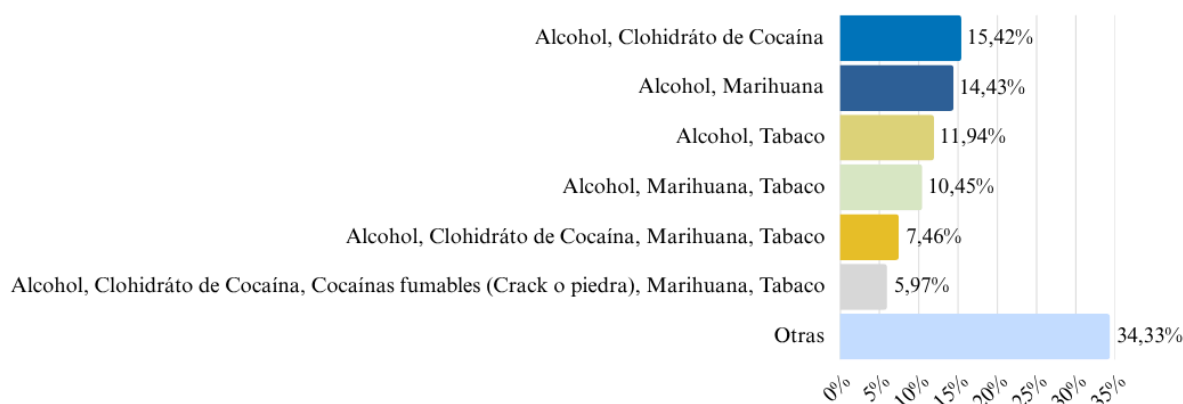 Alcohol, Clohidráto de Cocaína 15,42%
Alcohol, Marihuana 14,43%
Alcohol, Tabaco 11,94%
Alcohol, Marihuana, Tabaco 10,45%
Alcohol, Clohidráto de Cocaína, Marihuana, Tabaco 7,46%
Alcohol, Clohidráto de Cocaína, Cocaínas fumables (Crack o piedra), Marihuana, Tabaco 5,97%
Otras 34,33%
0% 5% 10% 15% 20% 25% 30% 35%